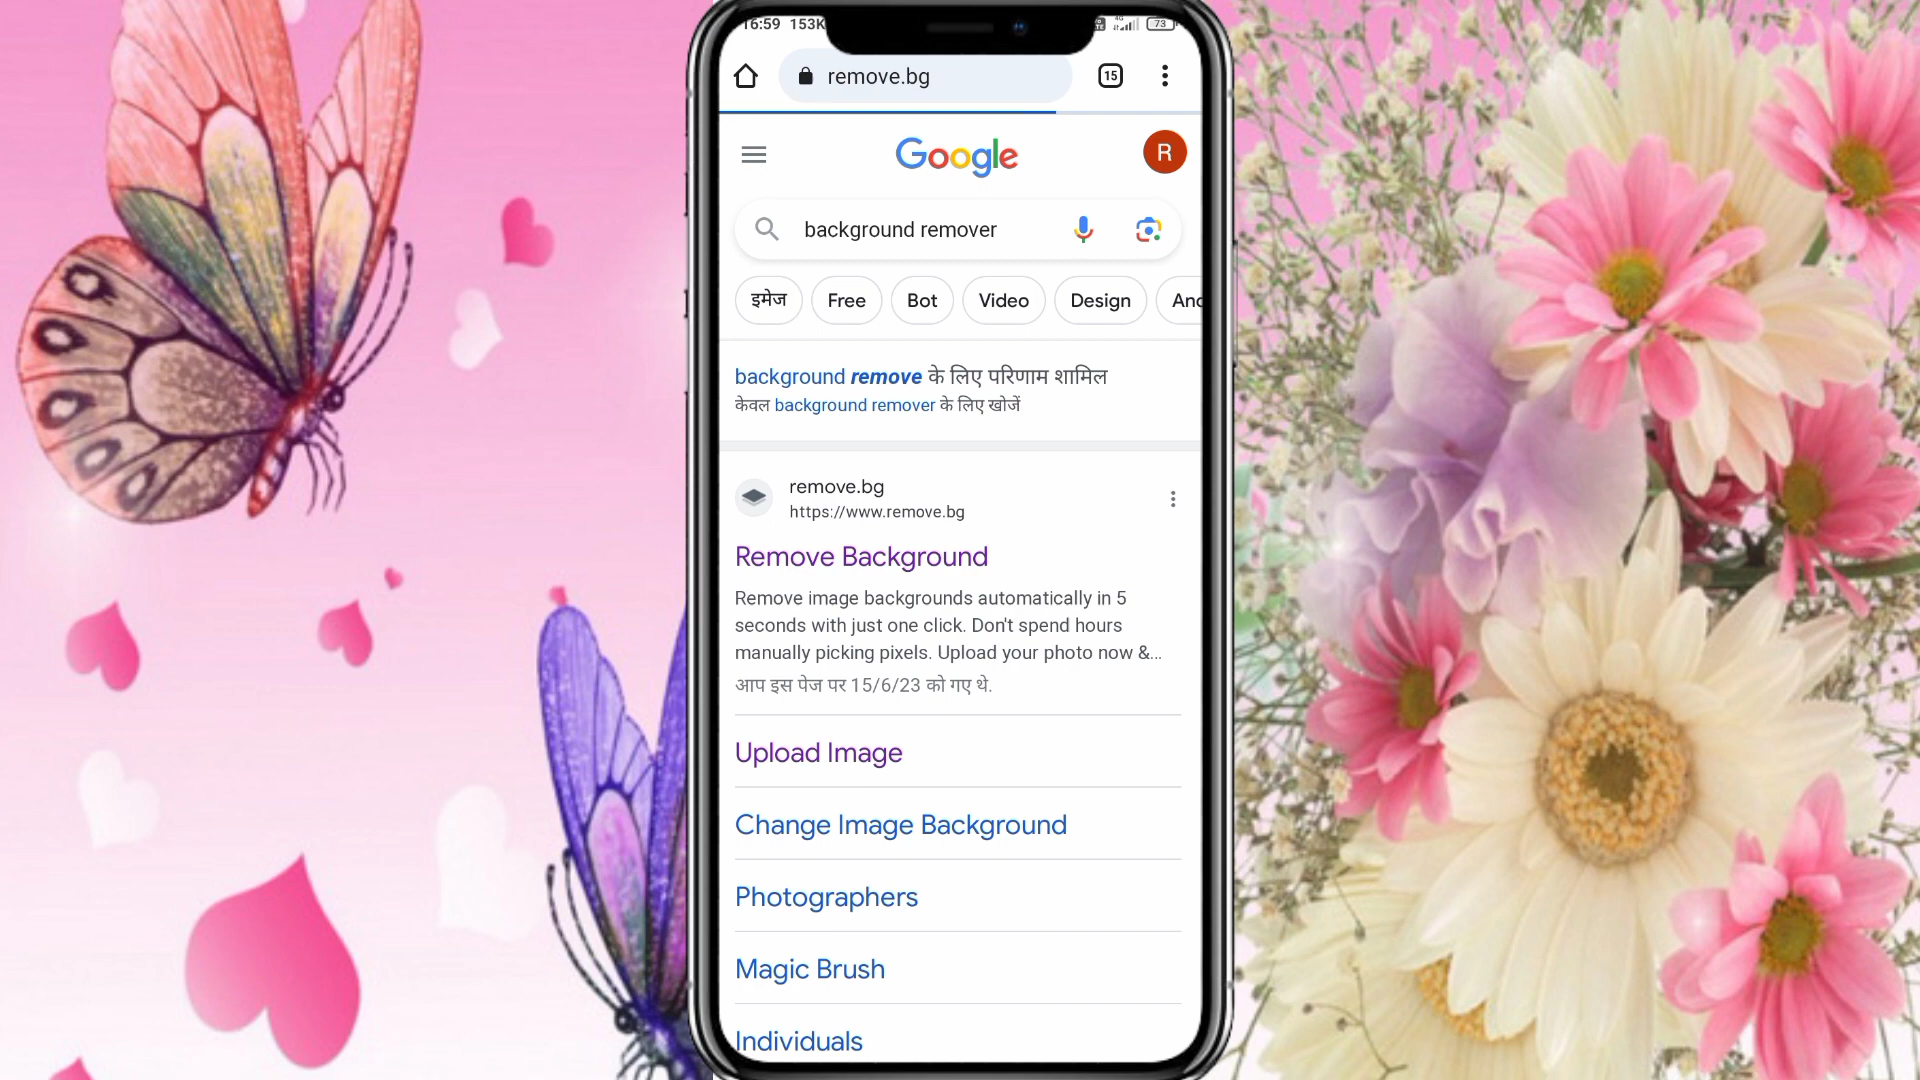 16:59 153K
4G
73
remove.bg
15
Google
R
background remover
इमेज Free Bot Video Design
background remove के लिए परिणाम शामिल
केवल background remover के लिए खोजें
remove.bg
https://www.remove.bg
Remove Background
Remove image backgrounds automatically in 5
seconds with just one click. Don't spend hours
manually picking pixels. Upload your photo now &...
आप इस पेज पर 15/6/23 को गए थे.
Upload Image
Change Image Background
Photographers
Magic Brush
Individuals